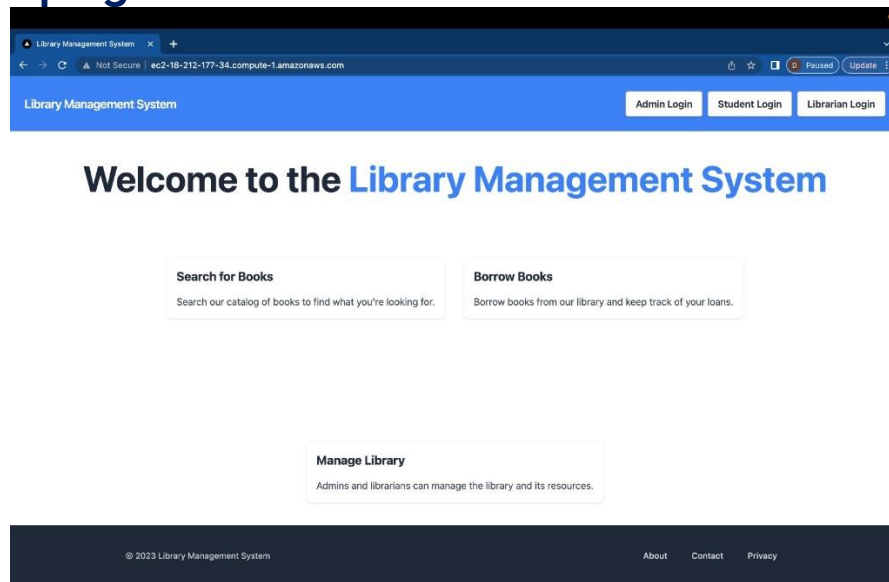 Library Management System
Not Secure | ec2-18-212-177-34.compute-1.amazonaws.com
D Paused Update
Library Management System
Admin Login Student Login Librarian Login
Welcome to the Library Management System
Search for Books Borrow Books
Search our catalog of books to find what you're looking for. Borrow books from our library and keep track of your loans.
Manage Library
Admins and librarians can manage the library and its resources.
© 2023 Library Management System About Contact Privacy